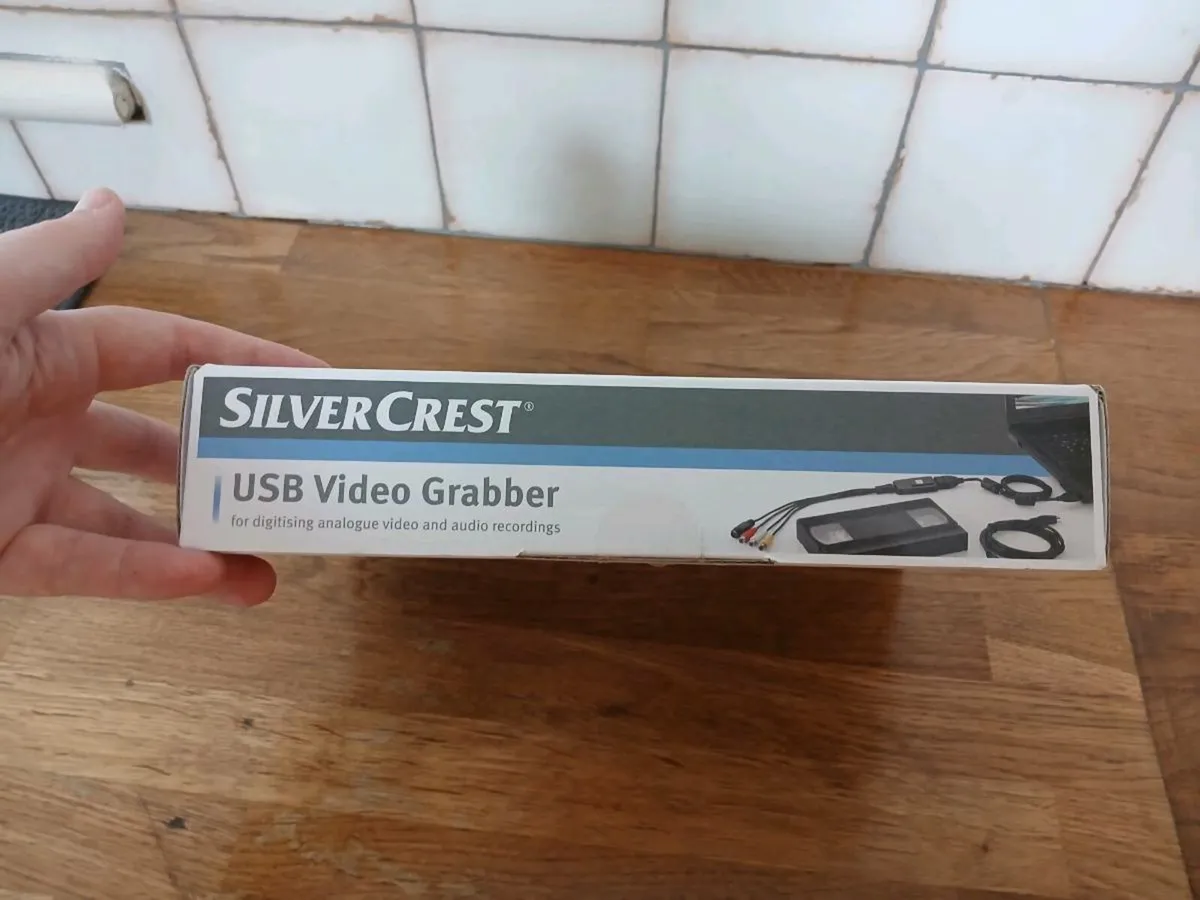 SILVERCREST®
USB Video Grabber
for digitising analogue video and audio recordings